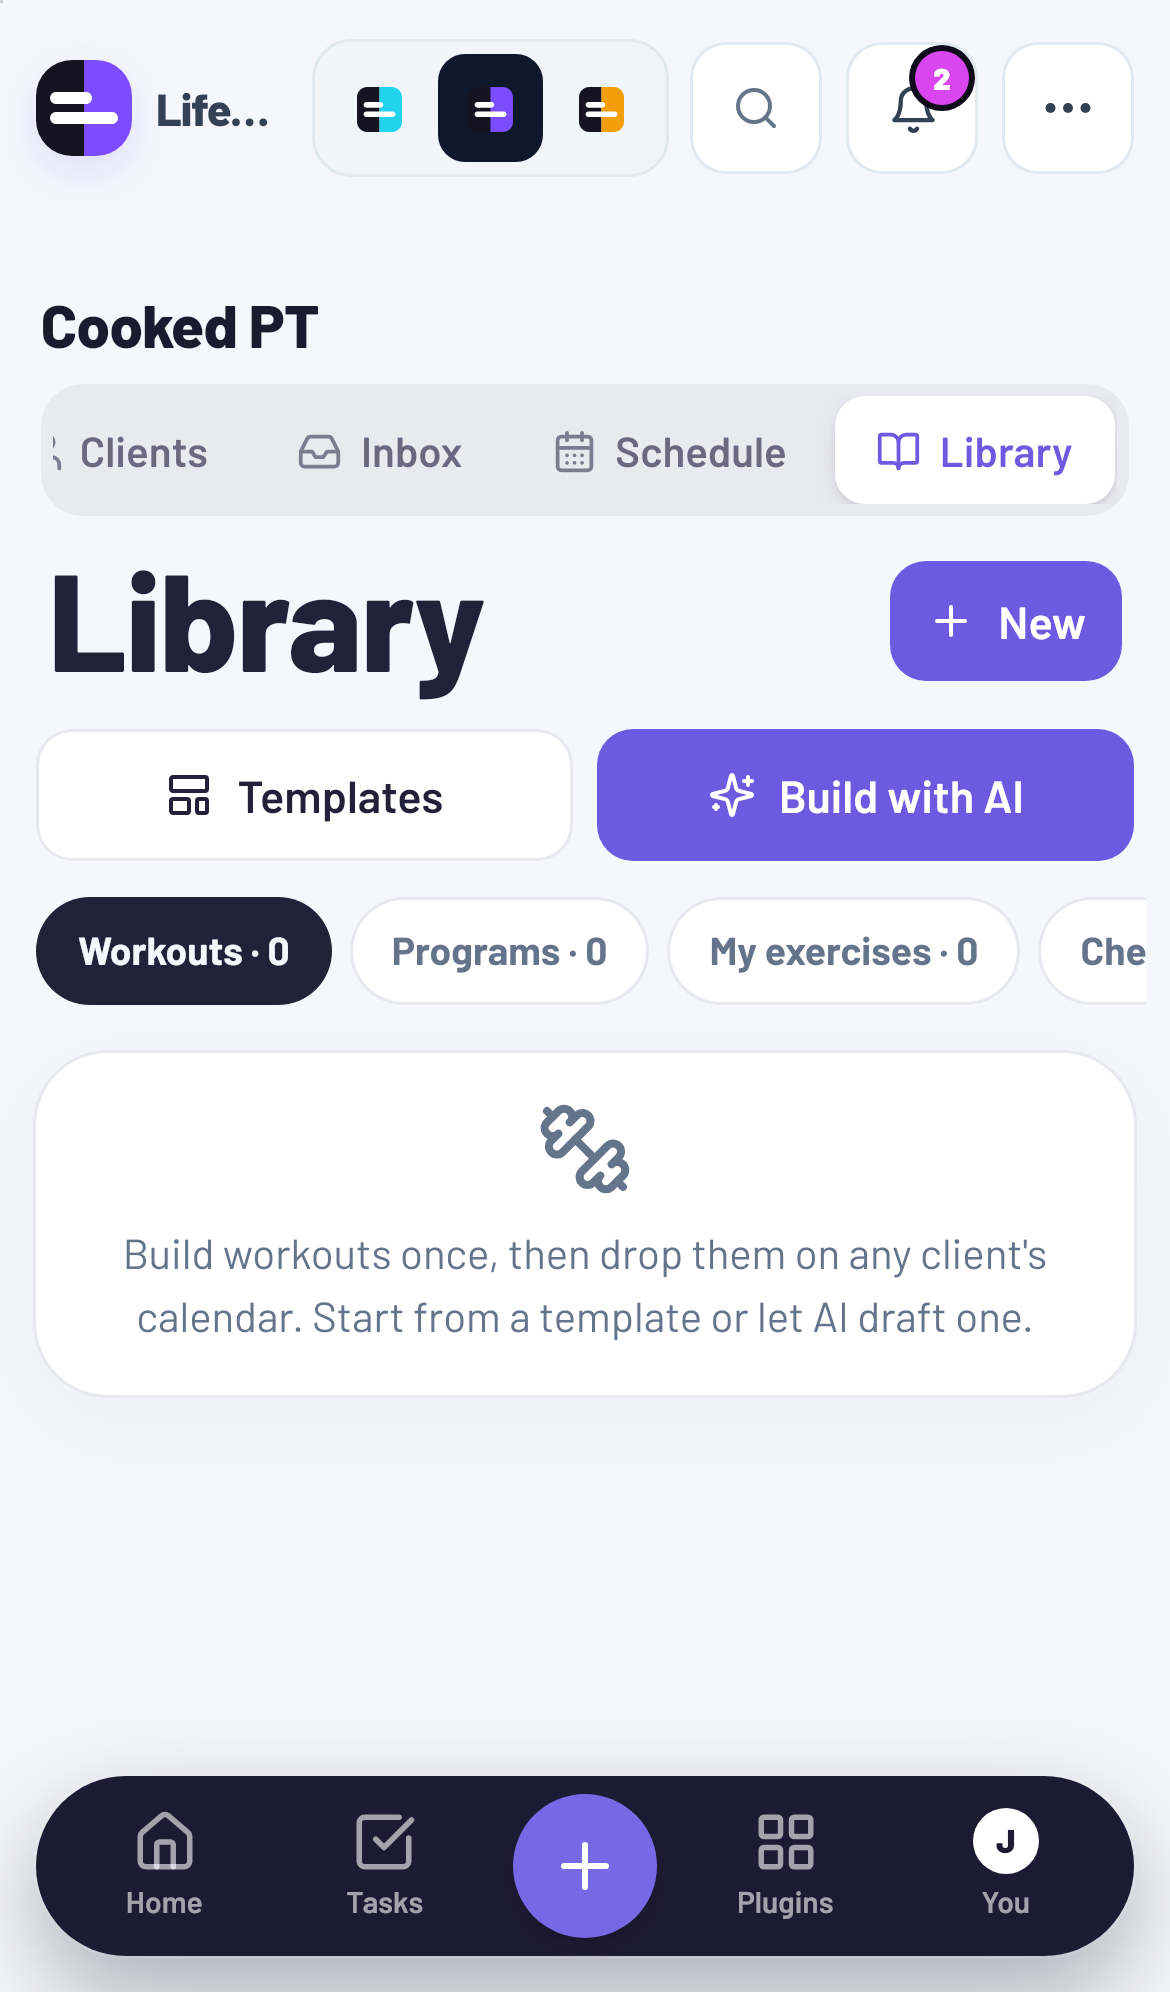 Life...
2
Cooked PT
Clients
Inbox
Schedule
Library
Library
New
Templates
Build with AI
Workouts · 0
Programs · 0
My exercises · 0
Che
Build workouts once, then drop them on any client's
calendar. Start from a template or let AI draft one.
Home
Tasks
Plugins
J
You